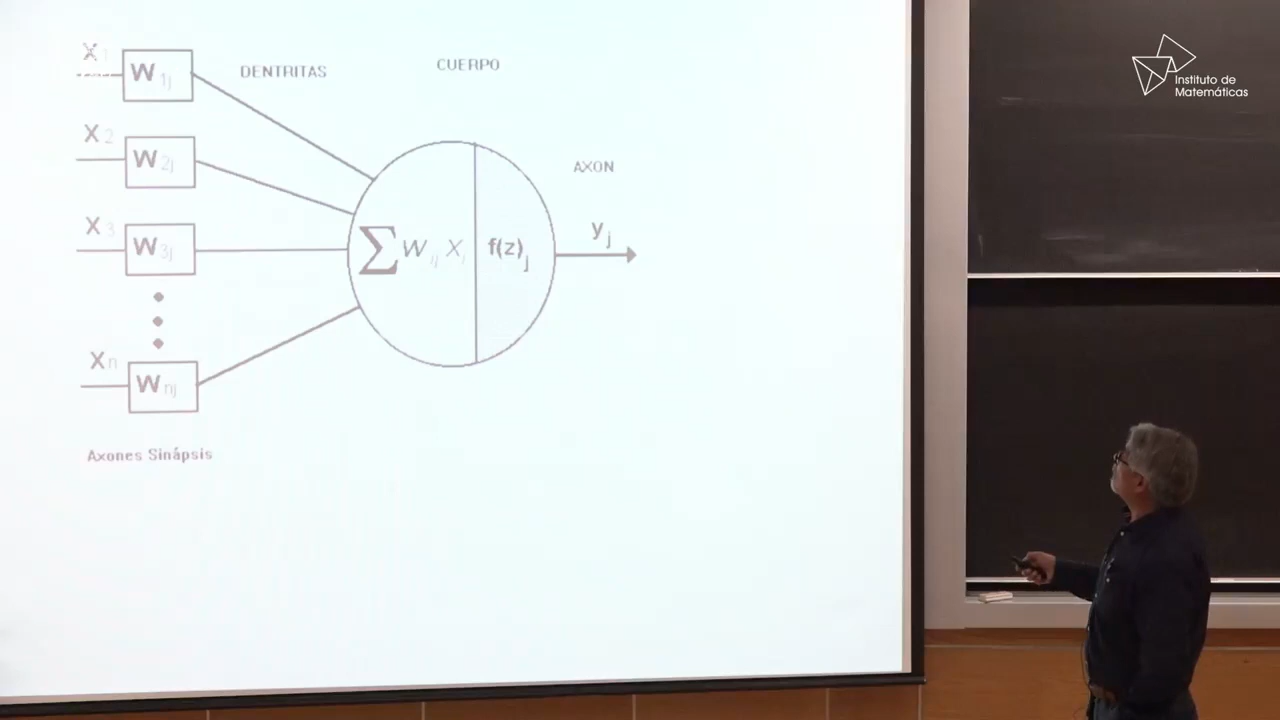 X1
W1j
DENTRITAS
CUERPO
X2
W2j
AXON
X3
W3j
∑ Wij Xi
f(z)j
yj
Xn
Wnj
Axones Sinápsis
Instituto de
Matemáticas